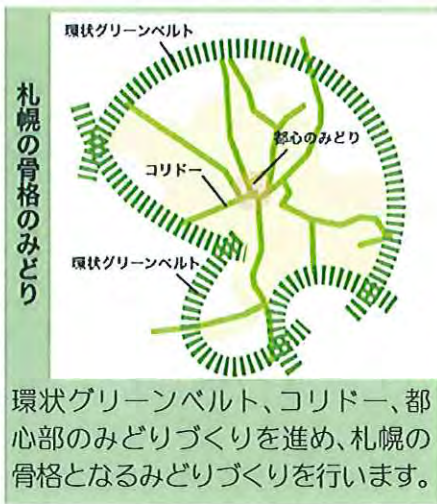 札幌の骨格のみどり
環状グリーンベルト
都心のみどり
コリドー
環状グリーンベルト
環状グリーンベルト、コリドー、都
心部のみどりづくりを進め、札幌の
骨格となるみどりづくりを行います。